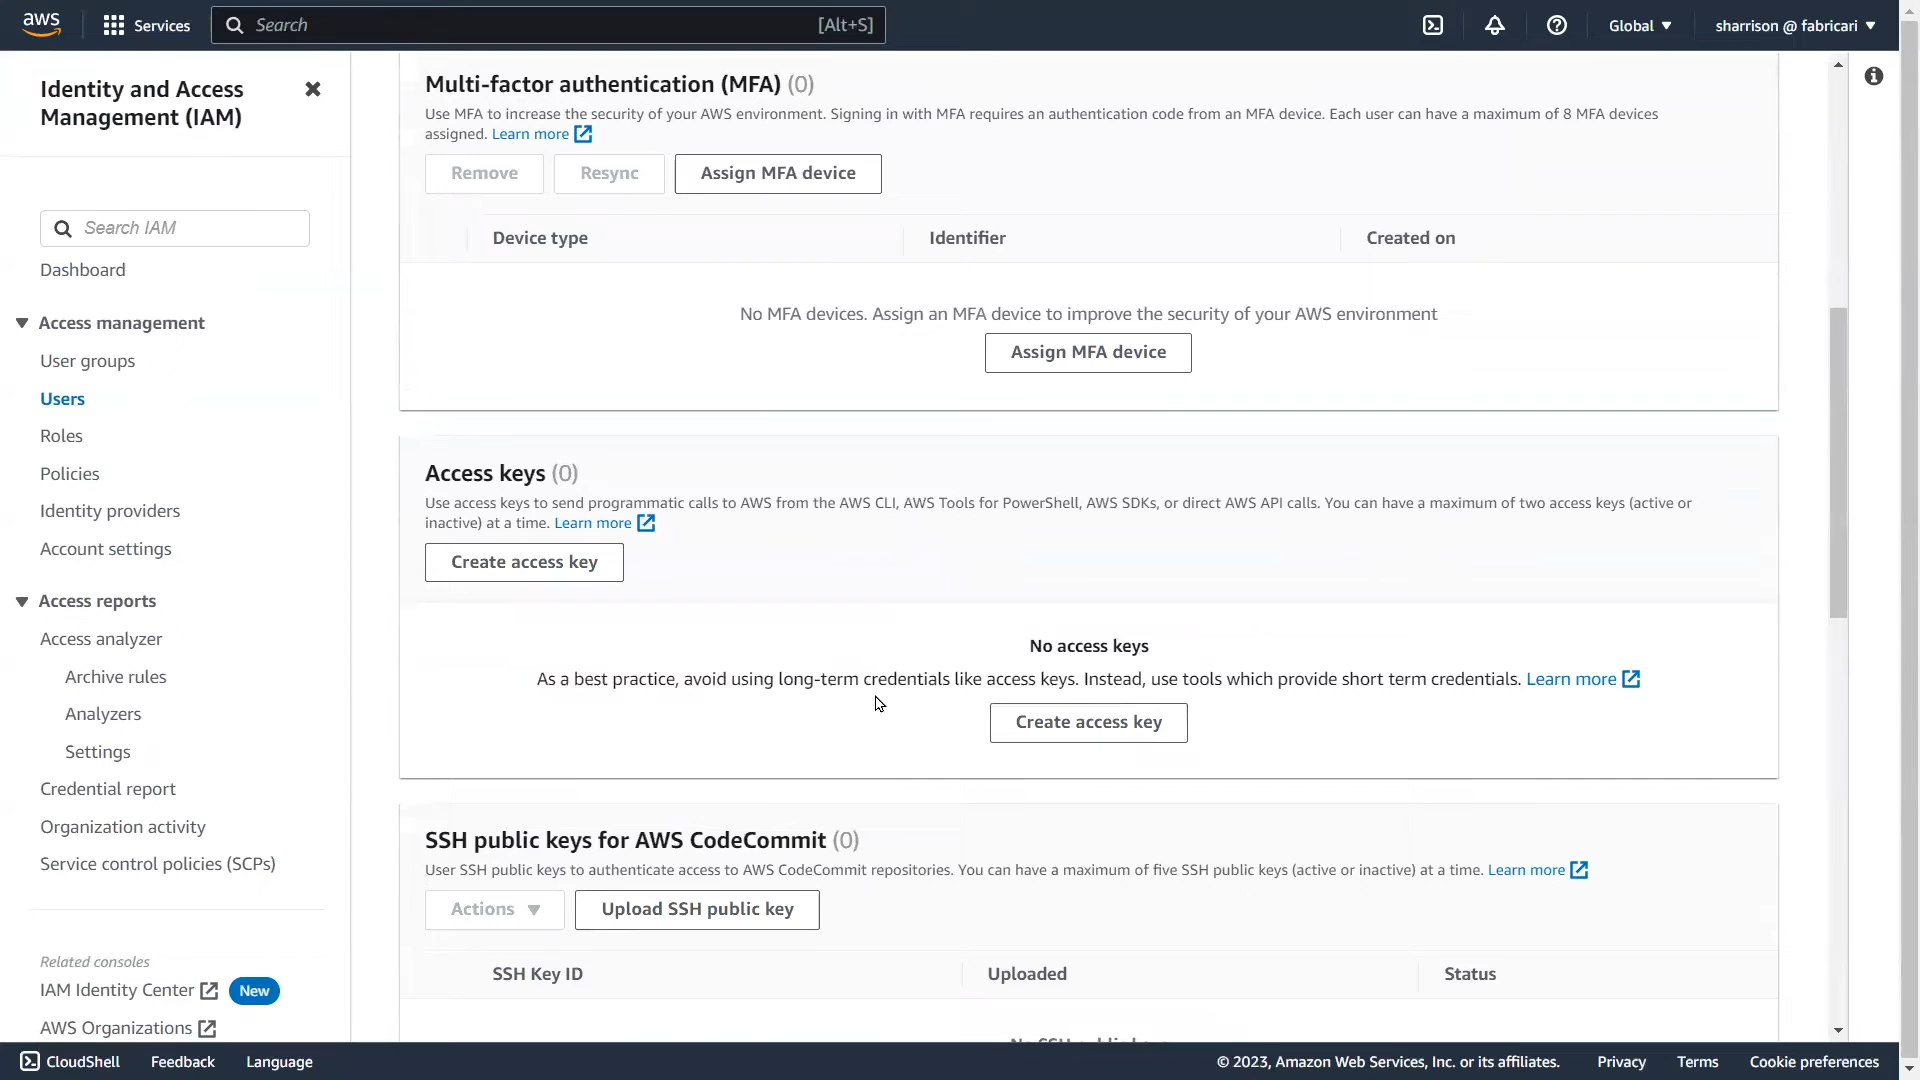 aws
Services
Search
[Alt+S]
Global ▼
sharrison @ fabricari ▼
Identity and Access
Management (IAM)
Search IAM
Dashboard
Access management
User groups
Users
Roles
Policies
Identity providers
Account settings
Access reports
Access analyzer
Archive rules
Analyzers
Settings
Credential report
Organization activity
Service control policies (SCPs)
Related consoles
IAM Identity Center New
AWS Organizations
Multi-factor authentication (MFA) (0)
Use MFA to increase the security of your AWS environment. Signing in with MFA requires an authentication code from an MFA device. Each user can have a maximum of 8 MFA devices
assigned. Learn more
Remove Resync Assign MFA device
Device type Identifier Created on
No MFA devices. Assign an MFA device to improve the security of your AWS environment
Assign MFA device
Access keys (0)
Use access keys to send programmatic calls to AWS from the AWS CLI, AWS Tools for PowerShell, AWS SDKs, or direct AWS API calls. You can have a maximum of two access keys (active or
inactive) at a time. Learn more
Create access key
No access keys
As a best practice, avoid using long-term credentials like access keys. Instead, use tools which provide short term credentials. Learn more
Create access key
SSH public keys for AWS CodeCommit (0)
User SSH public keys to authenticate access to AWS CodeCommit repositories. You can have a maximum of five SSH public keys (active or inactive) at a time. Learn more
Actions ▼ Upload SSH public key
SSH Key ID Uploaded Status
CloudShell Feedback Language
© 2023, Amazon Web Services, Inc. or its affiliates. Privacy Terms Cookie preferences